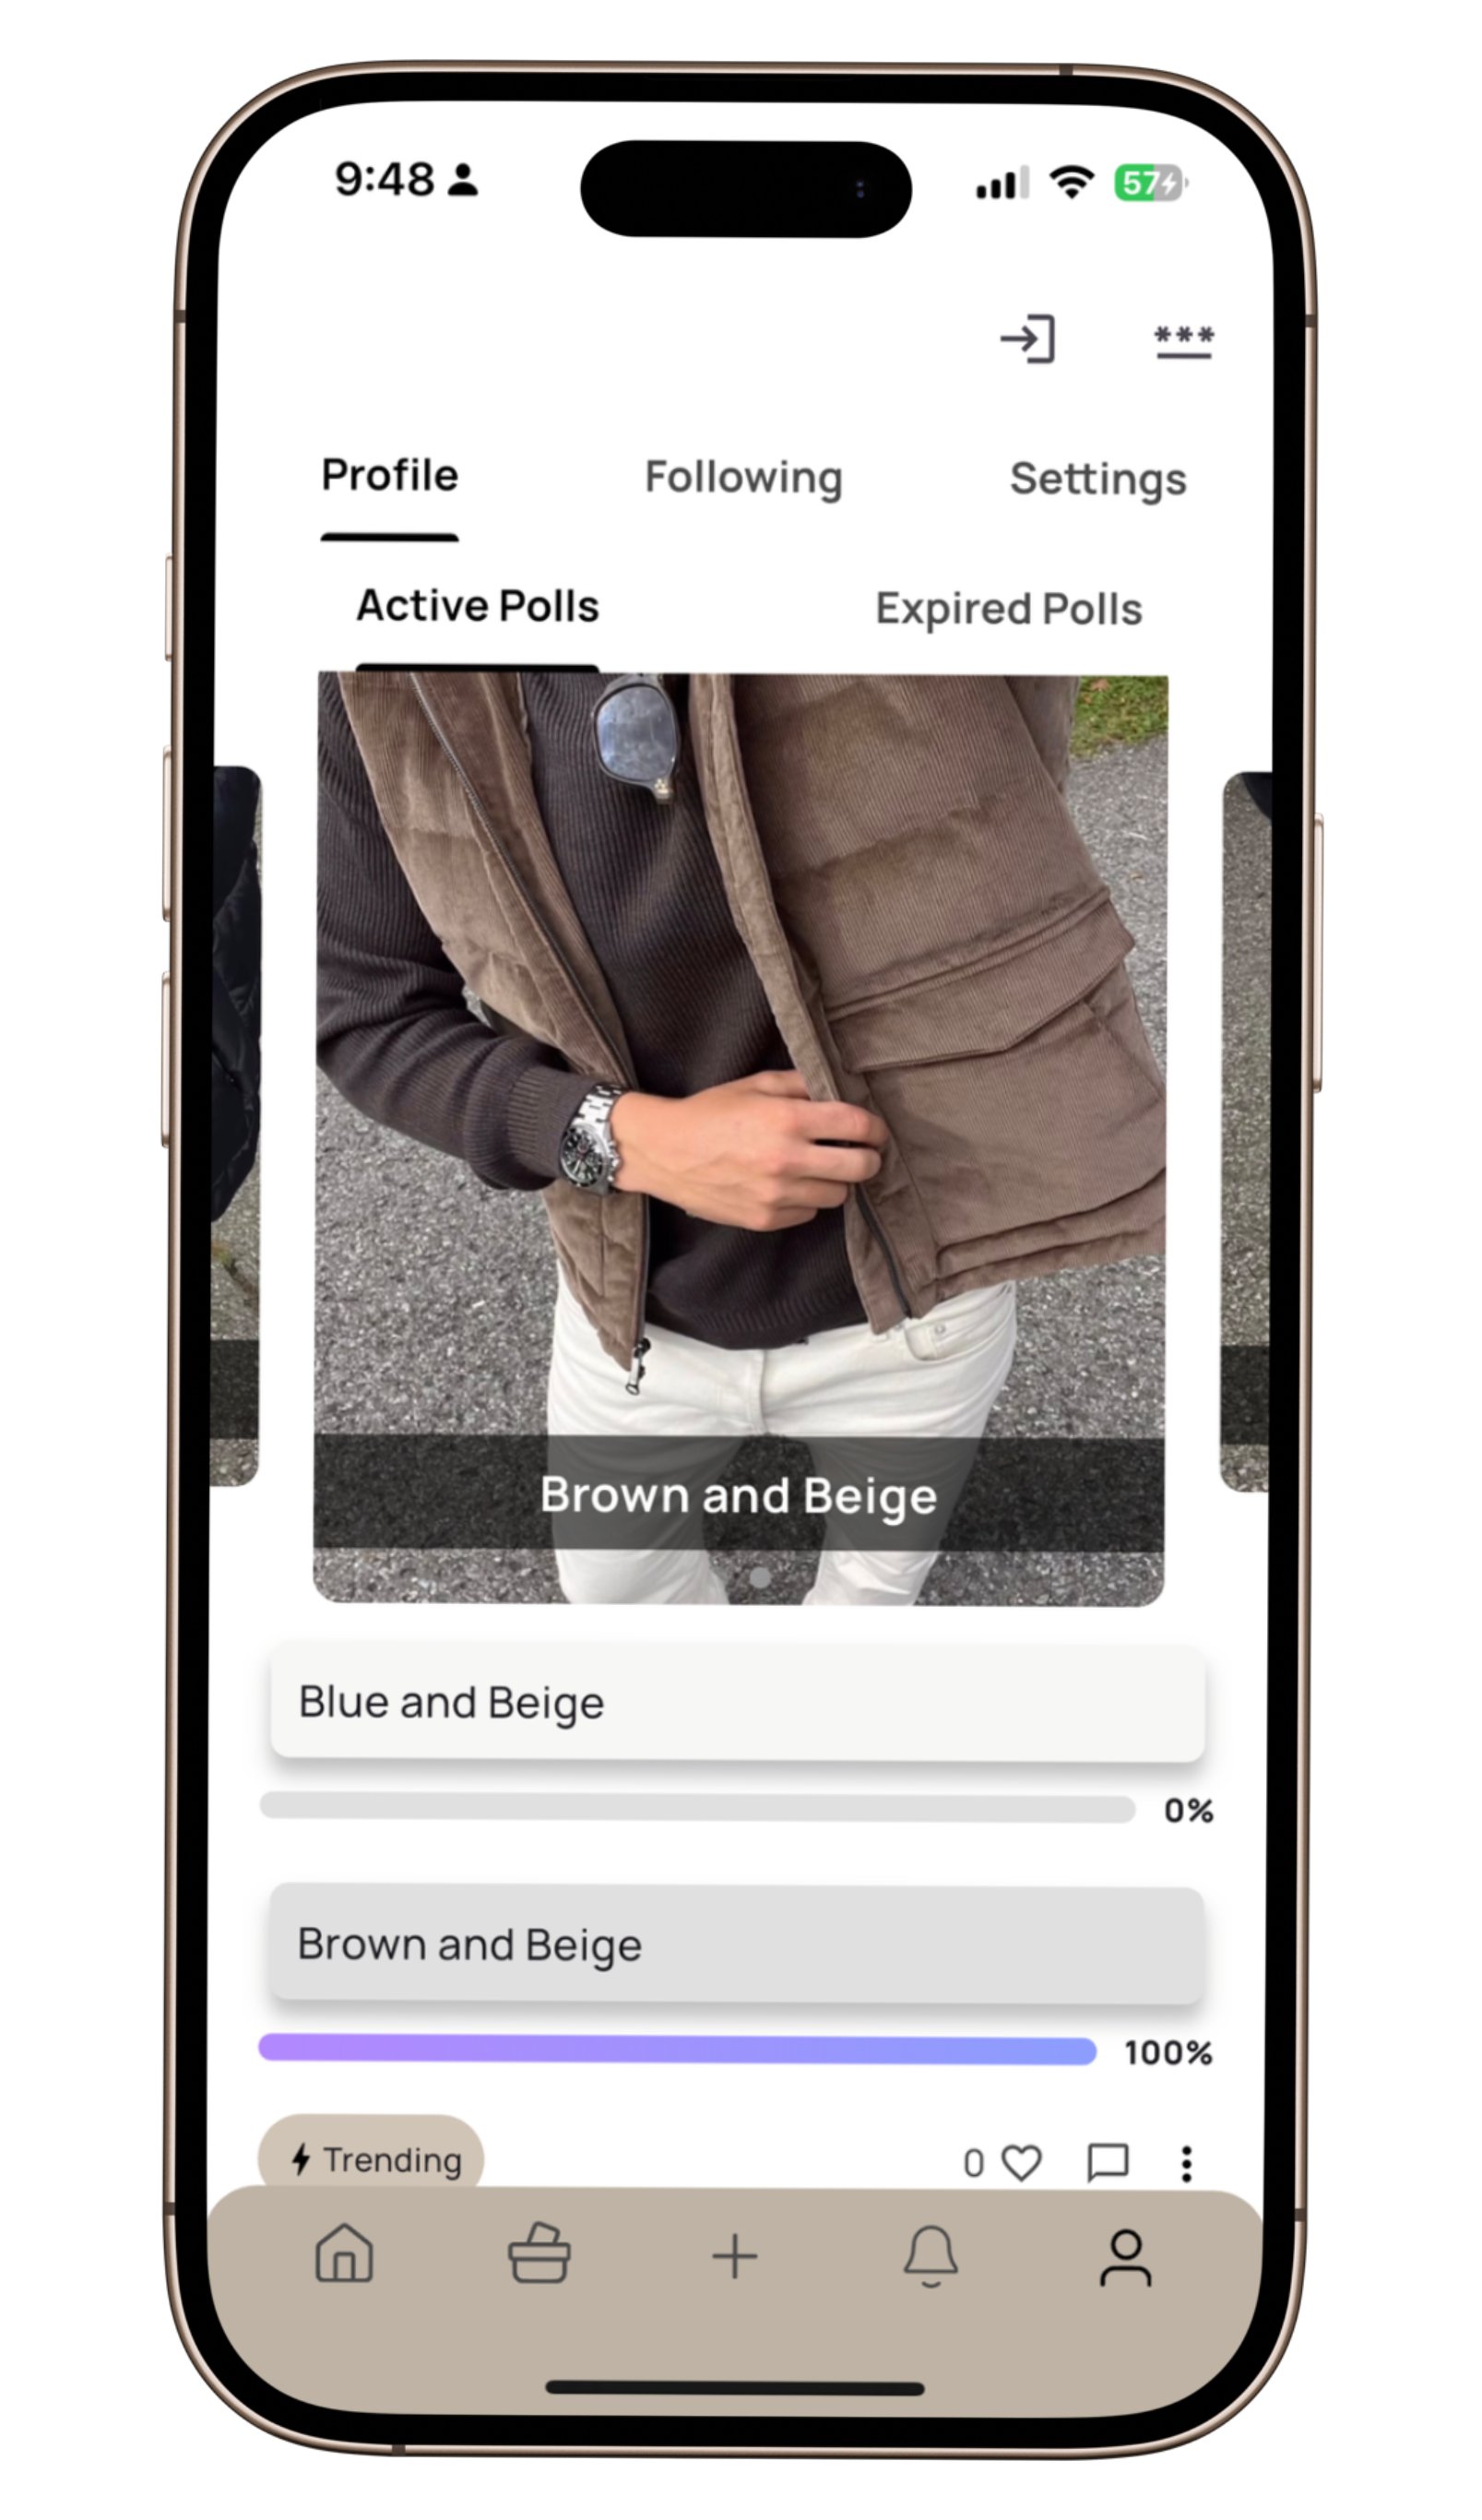 9:48
57
***
Profile Following Settings
Active Polls Expired Polls
Brown and Beige
Blue and Beige
0%
Brown and Beige
100%
Trending 0